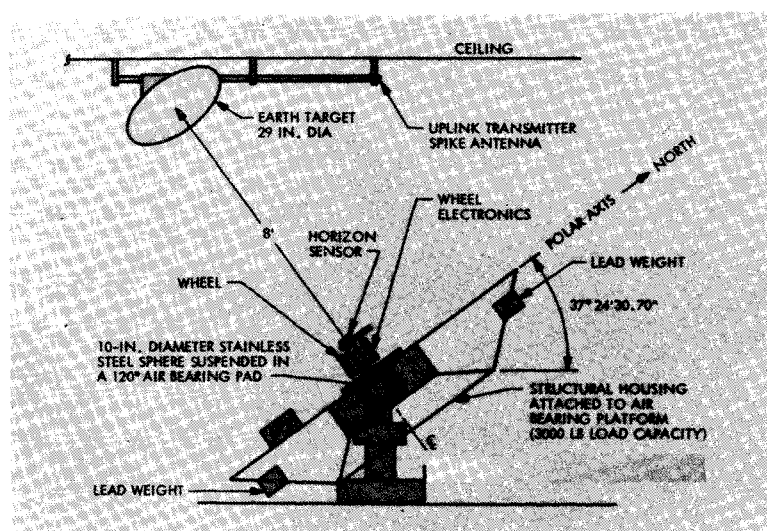 CEILING
EARTH TARGET
29 IN. DIA
UPLINK TRANSMITTER
SPIKE ANTENNA
NORTH
POLAR AXIS
WHEEL
ELECTRONICS
8'
HORIZON
SENSOR
LEAD WEIGHT
WHEEL
37° 24'30.70"
10-IN. DIAMETER STAINLESS
STEEL SPHERE SUSPENDED IN
A 120° AIR BEARING PAD
STRUCTURAL HOUSING
ATTACHED TO AIR
BEARING PLATFORM
(3000 LB LOAD CAPACITY)
LEAD WEIGHT